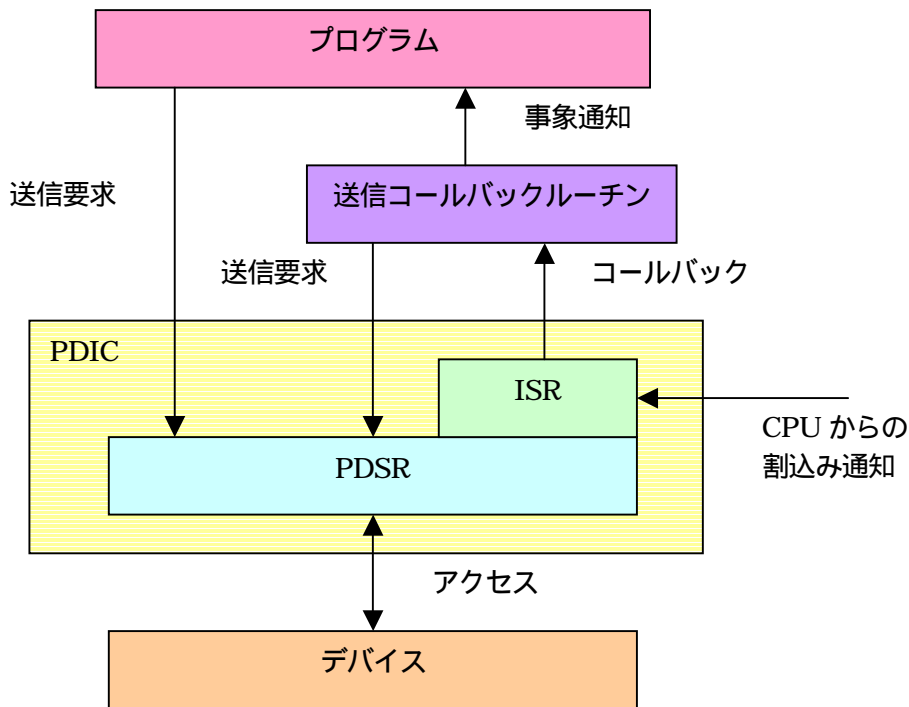 プログラム
事象通知
送信要求
送信コールバックルーチン
送信要求
コールバック
PDIC
ISR
CPU からの
割込み通知
PDSR
アクセス
デバイス